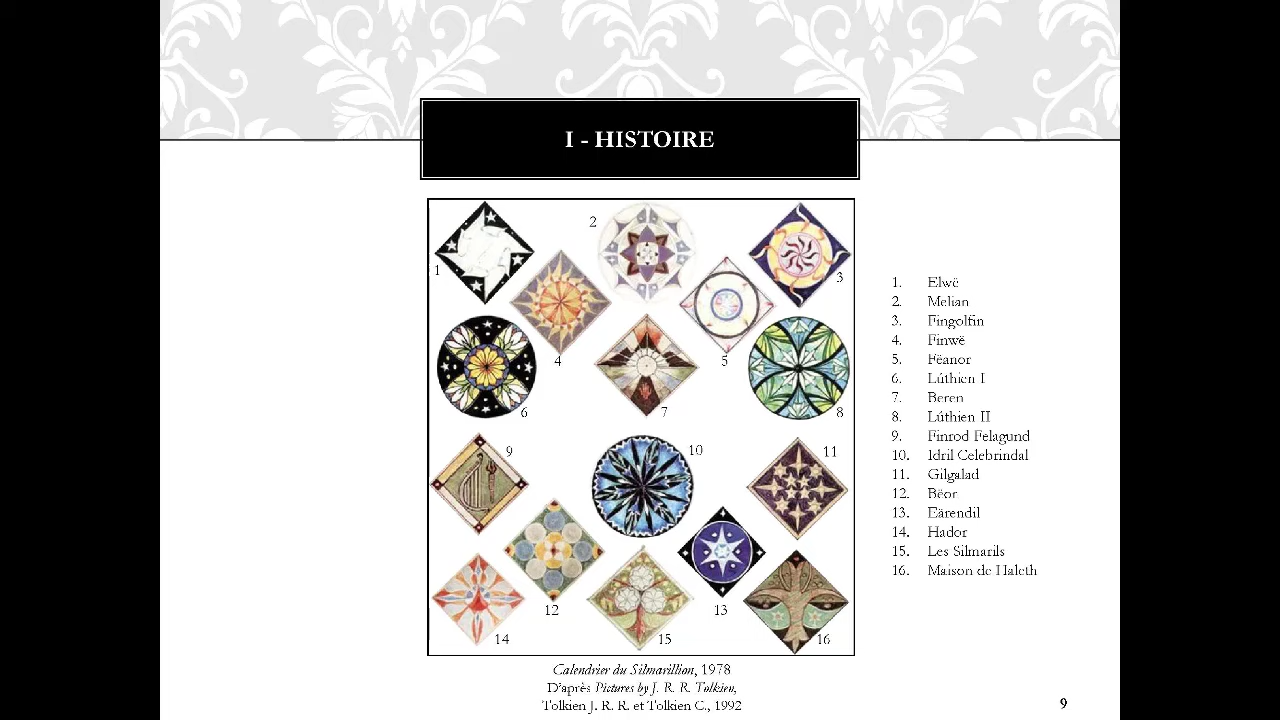 I - HISTOIRE
1
2
3
4
5
6
7
8
9
10
11
12
13
14
15
16
1. Elwë
2. Melian
3. Fingolfin
4. Finwë
5. Fëanor
6. Lúthien I
7. Beren
8. Lúthien II
9. Finrod Felagund
10. Idril Celebrindal
11. Gilgalad
12. Bëor
13. Eärendil
14. Hador
15. Les Silmarils
16. Maison de Haleth
Calendrier du Silmarillion, 1978
D'après Pictures by J. R. R. Tolkien,
Tolkien J. R. R. et Tolkien C., 1992
9